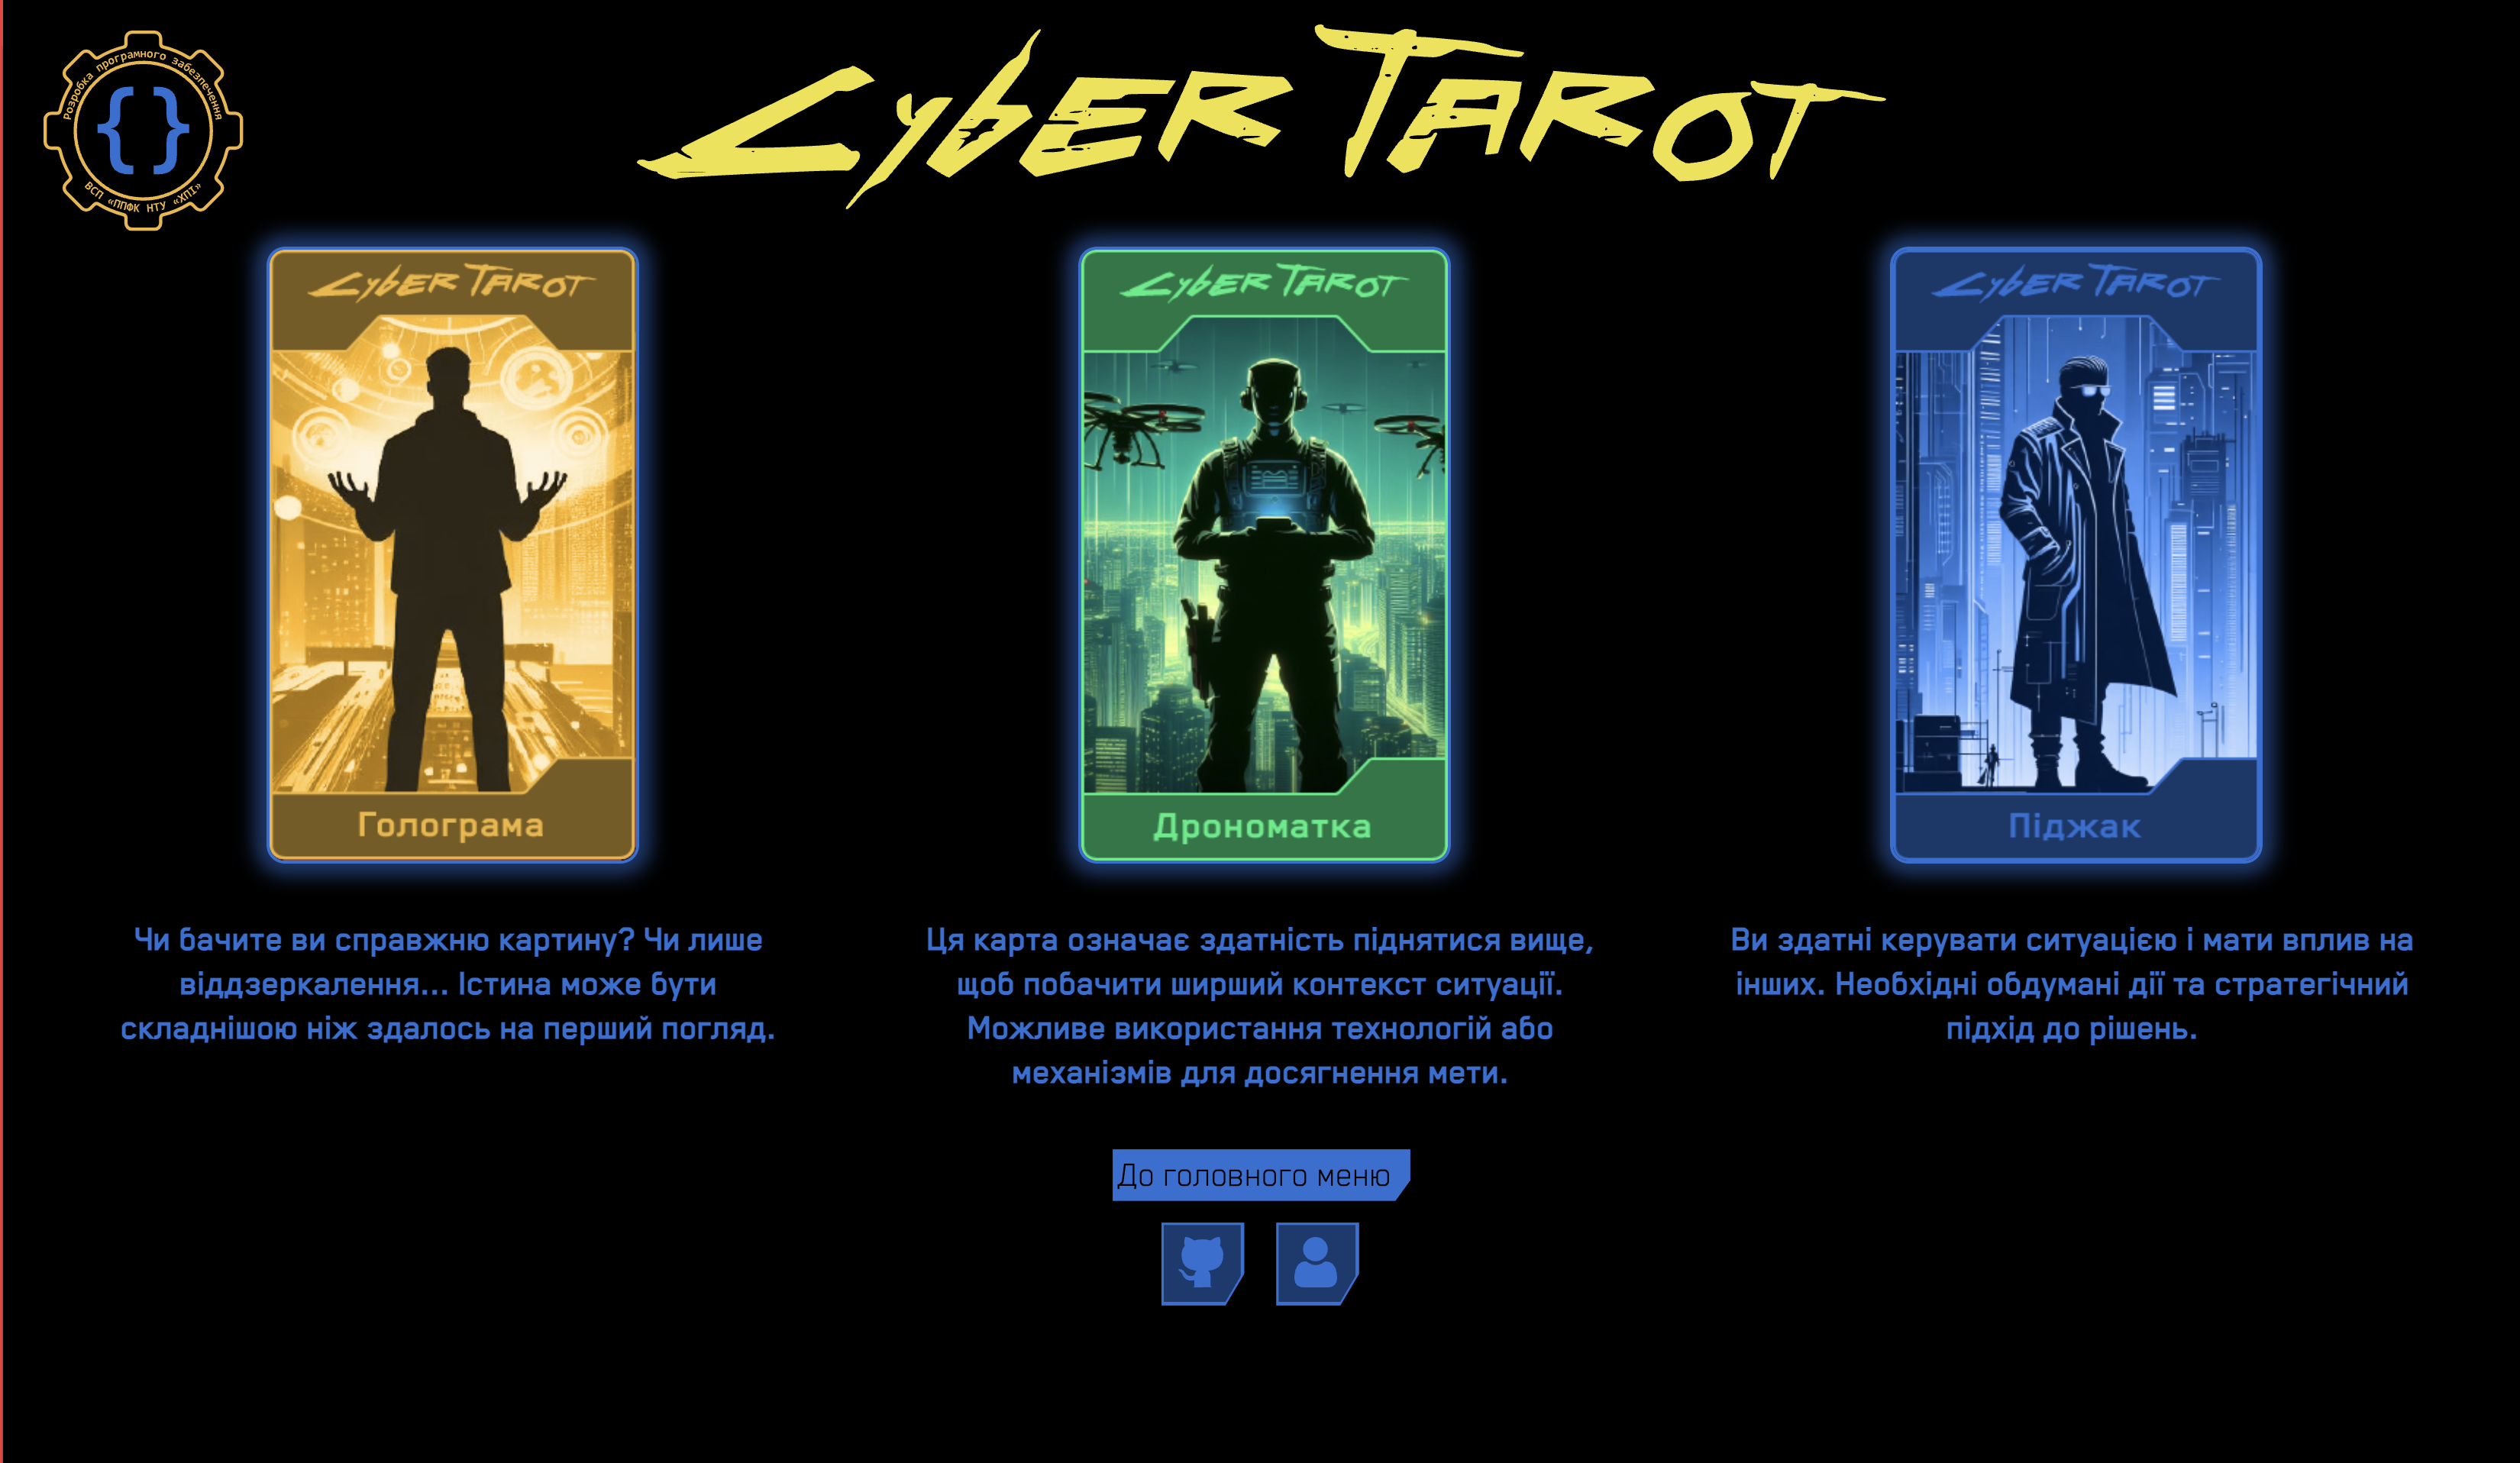 Розробка програмного забезпечення
ВСП «ППФК НТУ «ХПІ»
{}
CYBER TAROT
CYBER TAROT
Голограма
CYBER TAROT
Дрономатка
CYBER TAROT
Піджак
Чи бачите ви справжню картину? Чи лише
віддзеркалення... Істина може бути
складнішою ніж здалось на перший погляд.
Ця карта означає здатність піднятися вище,
щоб побачити ширший контекст ситуації.
Можливе використання технологій або
механізмів для досягнення мети.
Ви здатні керувати ситуацією і мати вплив на
інших. Необхідні обдумані дії та стратегічний
підхід до рішень.
До головного меню